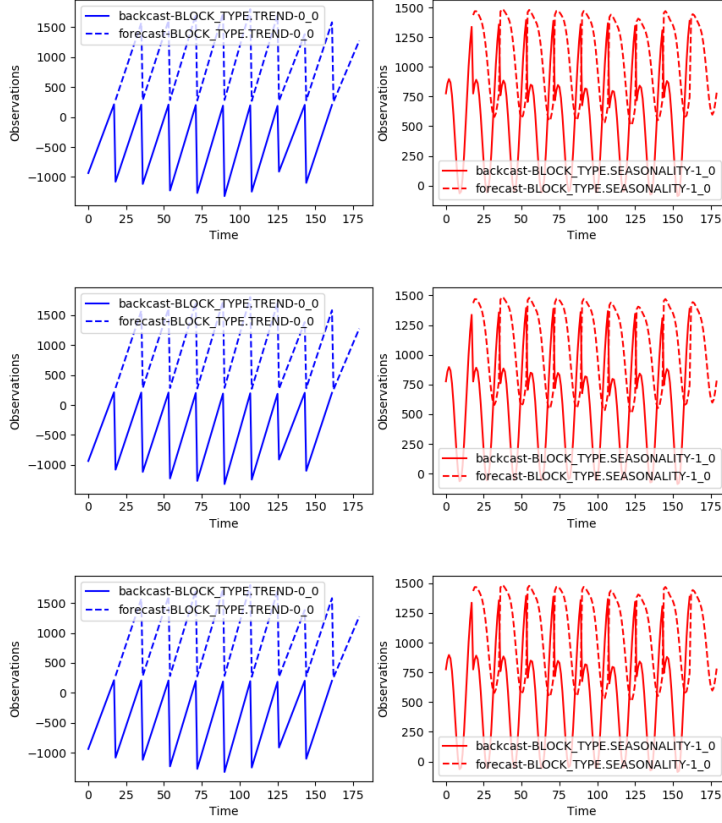 1500
1000
500
0
−500
−1000
Observations
backcast-BLOCK_TYPE.TREND-0_0
forecast-BLOCK_TYPE.TREND-0_0
0 25 50 75 100 125 150 175
Time
1500
1250
1000
750
500
250
0
Observations
backcast-BLOCK_TYPE.SEASONALITY-1_0
forecast-BLOCK_TYPE.SEASONALITY-1_0
0 25 50 75 100 125 150 175
Time
1500
1000
500
0
−500
−1000
Observations
backcast-BLOCK_TYPE.TREND-0_0
forecast-BLOCK_TYPE.TREND-0_0
0 25 50 75 100 125 150 175
Time
1500
1250
1000
750
500
250
0
Observations
backcast-BLOCK_TYPE.SEASONALITY-1_0
forecast-BLOCK_TYPE.SEASONALITY-1_0
0 25 50 75 100 125 150 175
Time
1500
1000
500
0
−500
−1000
Observations
backcast-BLOCK_TYPE.TREND-0_0
forecast-BLOCK_TYPE.TREND-0_0
0 25 50 75 100 125 150 175
Time
1500
1250
1000
750
500
250
0
Observations
backcast-BLOCK_TYPE.SEASONALITY-1_0
forecast-BLOCK_TYPE.SEASONALITY-1_0
0 25 50 75 100 125 150 175
Time